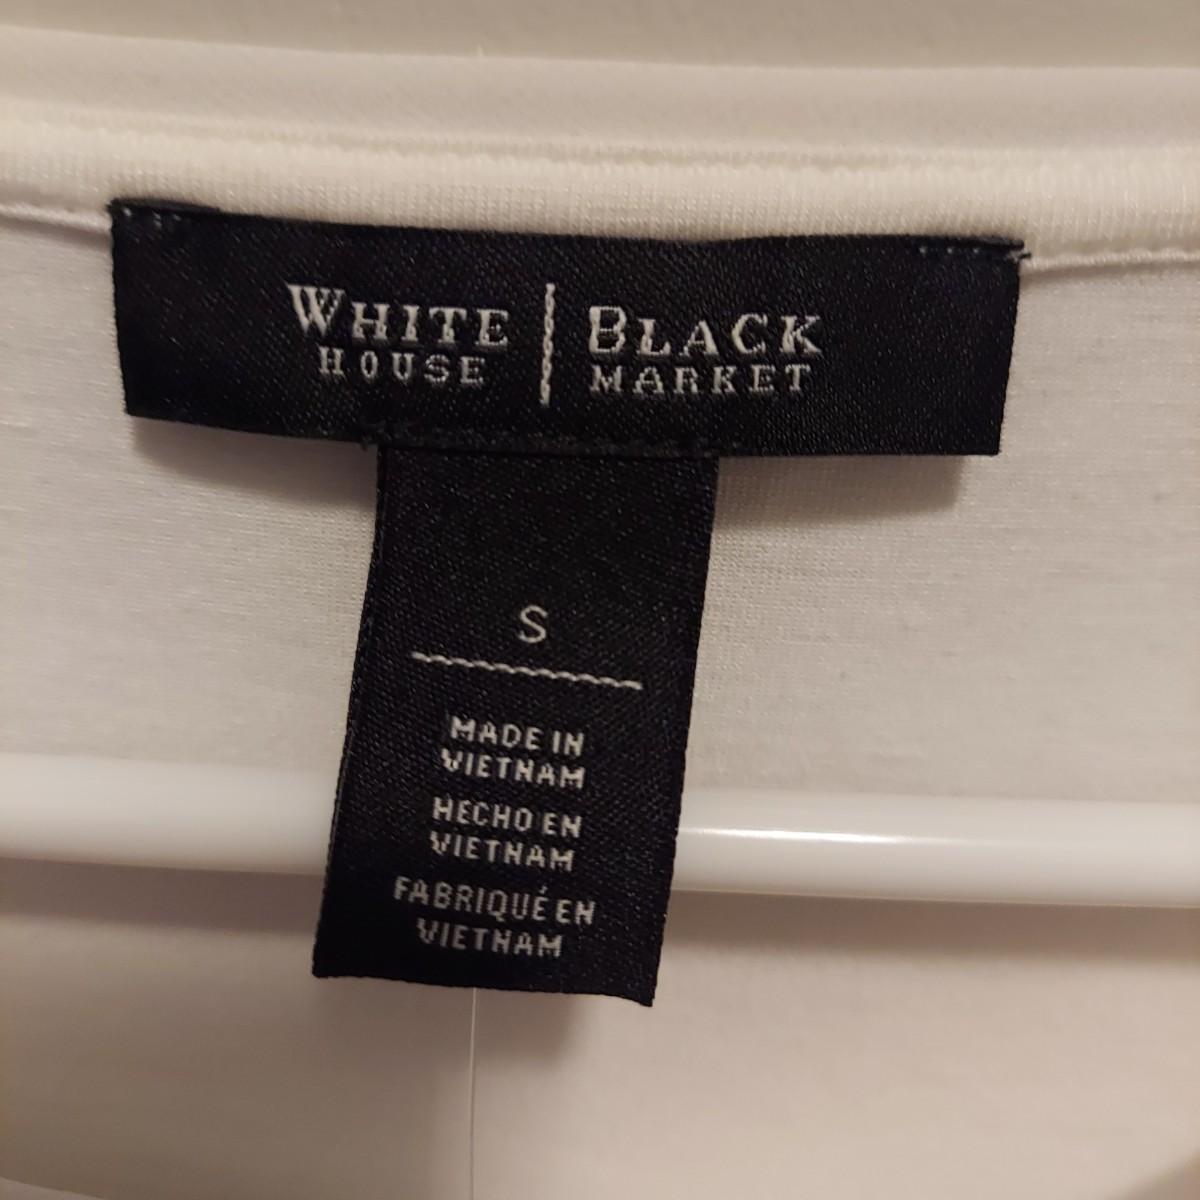 WHITE | BLACK
HOUSE | MARKET
S
MADE IN
VIETNAM
HECHO EN
VIETNAM
FABRIQUÉ EN
VIETNAM